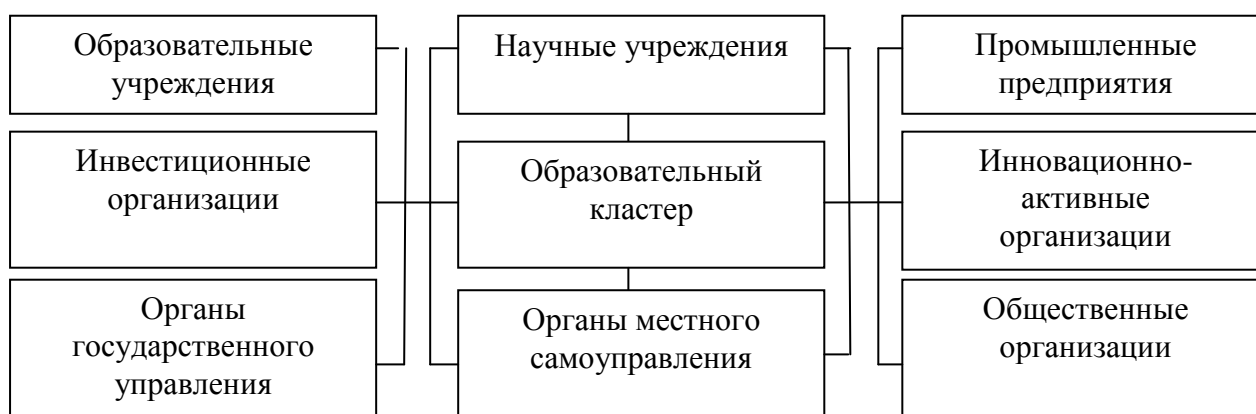 Образовательные
учреждения
Научные учреждения
Промышленные
предприятия
Инвестиционные
организации
Образовательный
кластер
Инновационно-
активные
организации
Органы
государственного
управления
Органы местного
самоуправления
Общественные
организации